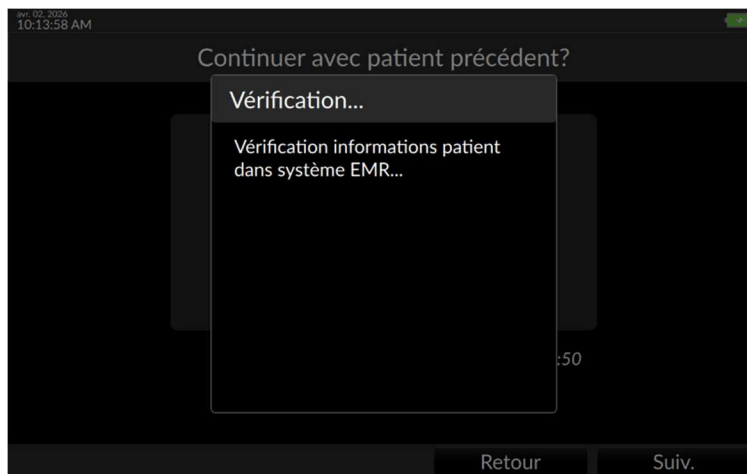 avr. 02, 2026
10:13:58 AM
Continuer avec patient précédent?
Vérification...
Vérification informations patient
dans système EMR...
:50
Retour
Suiv.